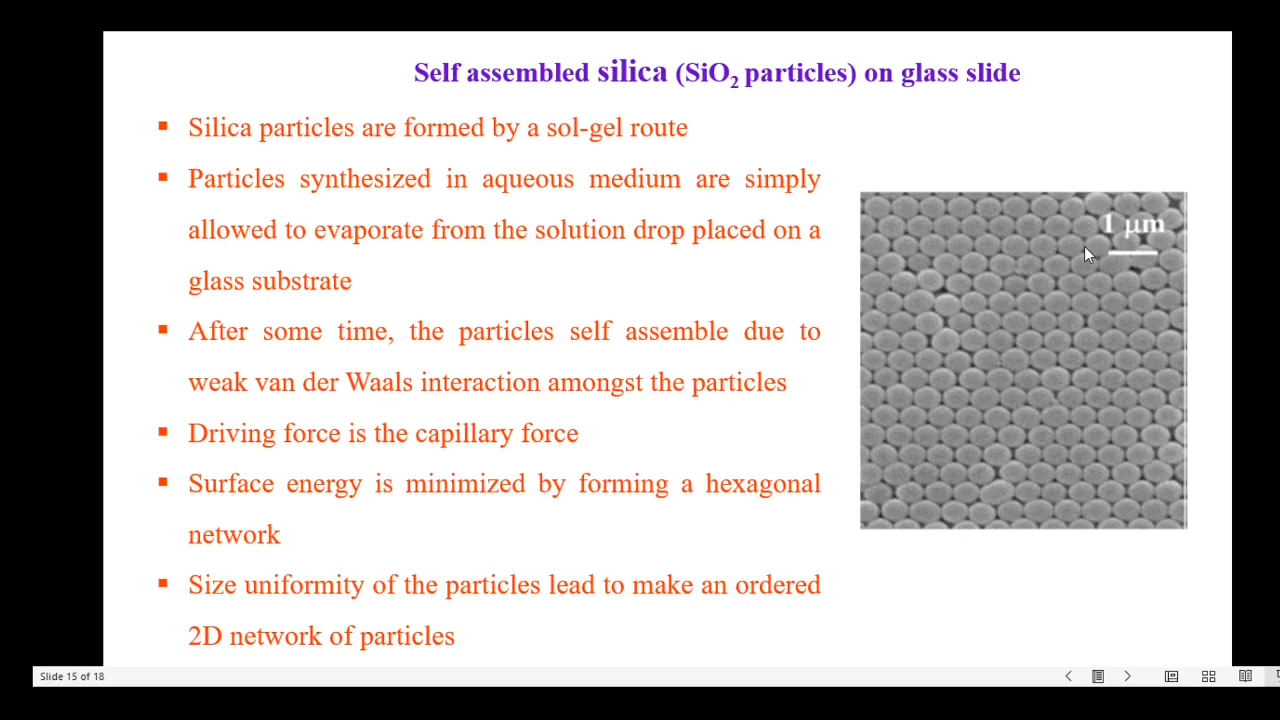 Self assembled silica (SiO2 particles) on glass slide
▪ Silica particles are formed by a sol-gel route
▪ Particles synthesized in aqueous medium are simply
allowed to evaporate from the solution drop placed on a
glass substrate
▪ After some time, the particles self assemble due to
weak van der Waals interaction amongst the particles
▪ Driving force is the capillary force
▪ Surface energy is minimized by forming a hexagonal
network
▪ Size uniformity of the particles lead to make an ordered
2D network of particles
1 μm
Slide 15 of 18